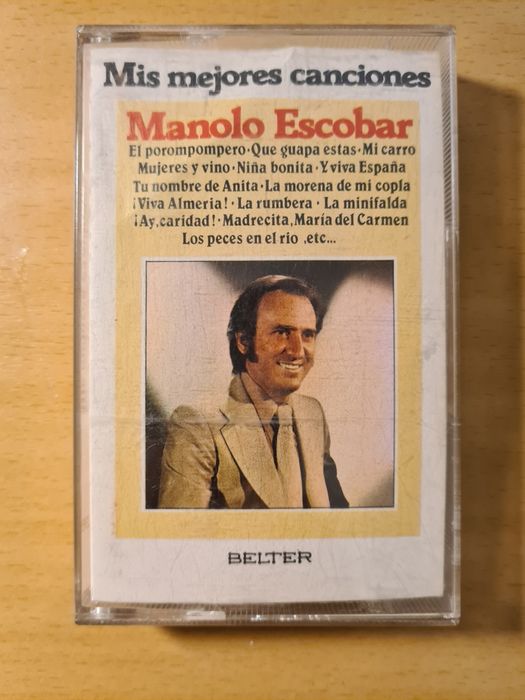 Mis mejores canciones
Manolo Escobar
El porompompero·Que guapa estas·Mi carro
Mujeres y vino·Niña bonita·Y viva España
Tu nombre de Anita·La morena de mi copla
¡Viva Almeria!·La rumbera·La minifalda
¡Ay,caridad!·Madrecita,María del Carmen
Los peces en el rio ,etc...
BELTER